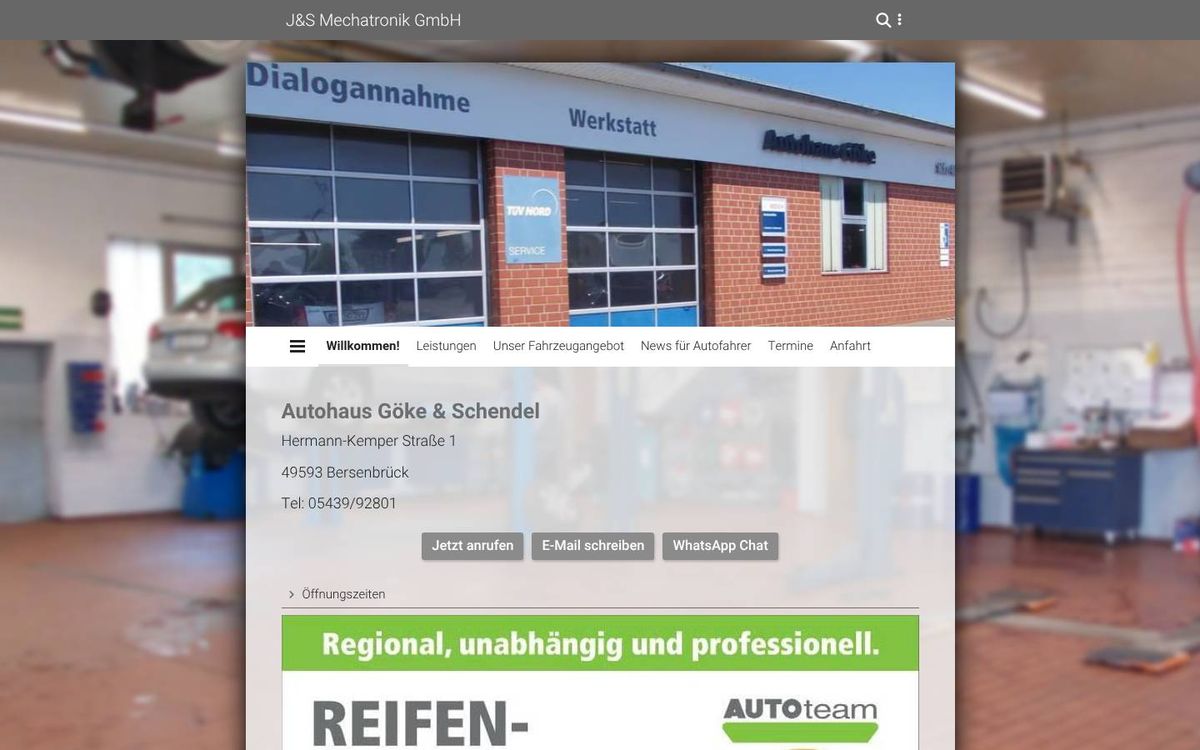 J&S Mechatronik GmbH
Dialogannahme
Werkstatt
Autohaus Göke
TÜV NORD
SERVICE
Willkommen! Leistungen Unser Fahrzeugangebot News für Autofahrer Termine Anfahrt
Autohaus Göke & Schendel
Hermann-Kemper Straße 1
49593 Bersenbrück
Tel: 05439/92801
Jetzt anrufen E-Mail schreiben WhatsApp Chat
Öffnungszeiten
Regional, unabhängig und professionell.
REIFEN-
AUTOteam